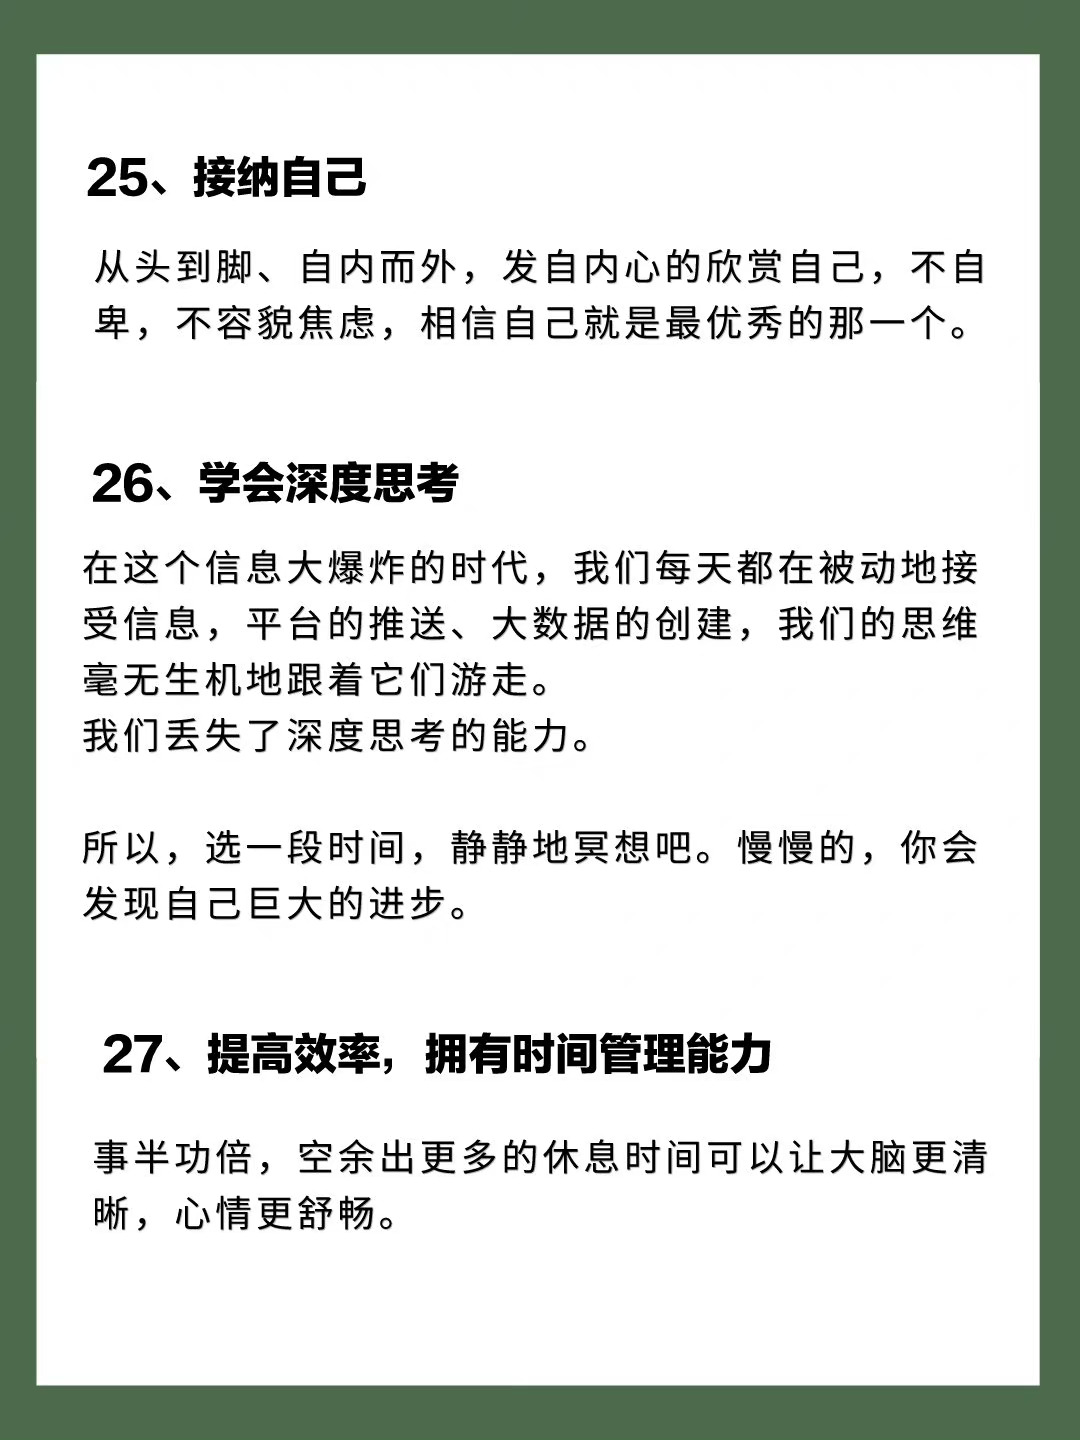 25、接纳自己
从头到脚、自内而外，发自内心的欣赏自己，不自
卑，不容貌焦虑，相信自己就是最优秀的那一个。
26、学会深度思考
在这个信息大爆炸的时代，我们每天都在被动地接
受信息，平台的推送、大数据的创建，我们的思维
毫无生机地跟着它们游走。
我们丢失了深度思考的能力。
所以，选一段时间，静静地冥想吧。慢慢的，你会
发现自己巨大的进步。
27、提高效率，拥有时间管理能力
事半功倍，空余出更多的休息时间可以让大脑更清
晰，心情更舒畅。